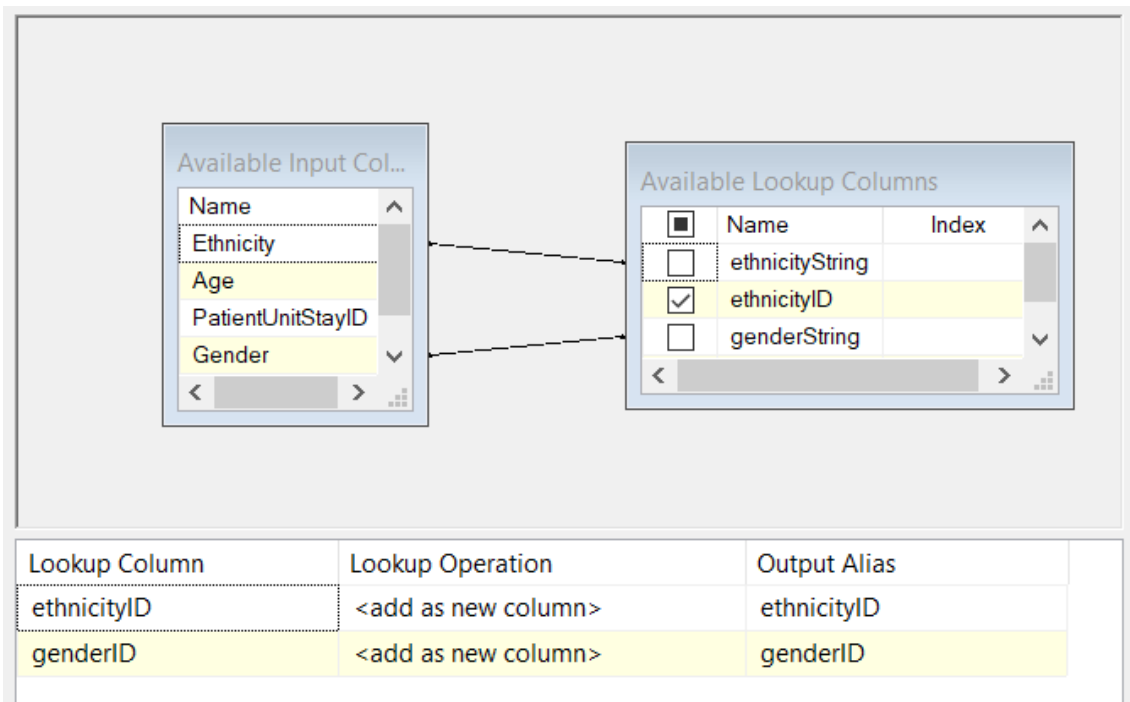 Available Input Col...
Name
Ethnicity
Age
PatientUnitStayID
Gender
Available Lookup Columns
Name Index
ethnicityString
ethnicityID
genderString
Lookup Column Lookup Operation Output Alias
ethnicityID <add as new column> ethnicityID
genderID <add as new column> genderID